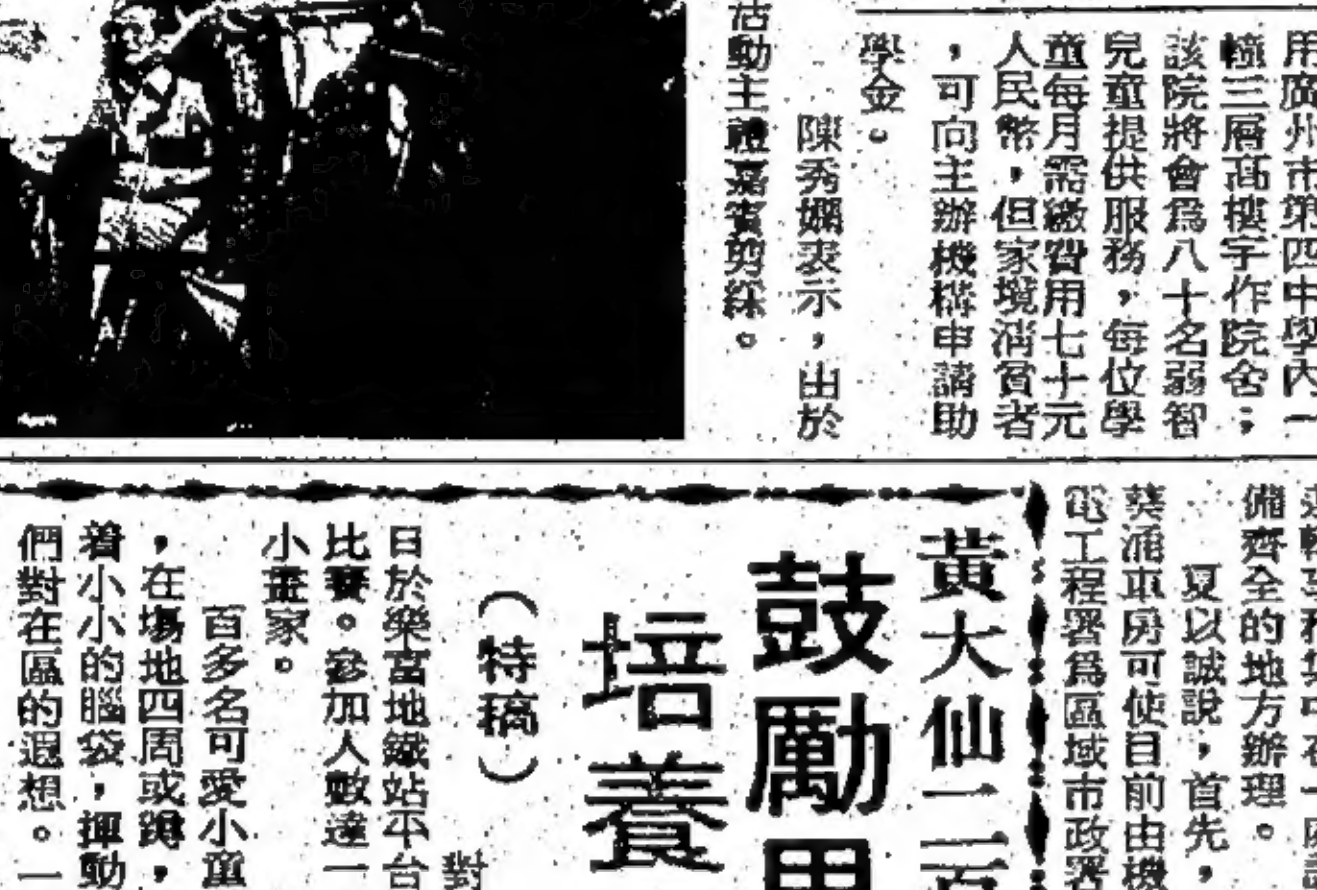 用廣州市第四中學內一
幢三層高樓宇作院舍；
該院將會爲八十名弱智
兒童提供服務，每位學
童每月需繳費用七十元
人民幣，但家境清貧者
，可向主辦機構申請助
學金。
陳秀嫻表示，由於
活動主禮嘉賓剪綵。
備齊全的地方辦理。
夏以誠說，首先，
葵涌車房可使目前由機
電工程署爲區域市政署
黃大仙二百
鼓勵
培養
（特稿）
對
日於樂富地鐵站平台
比賽。參加人數達一
小畫家。
百多名可愛小童
，在場地四周或蹲，
着小小的腦袋，揮動
們對在區的遐想。一